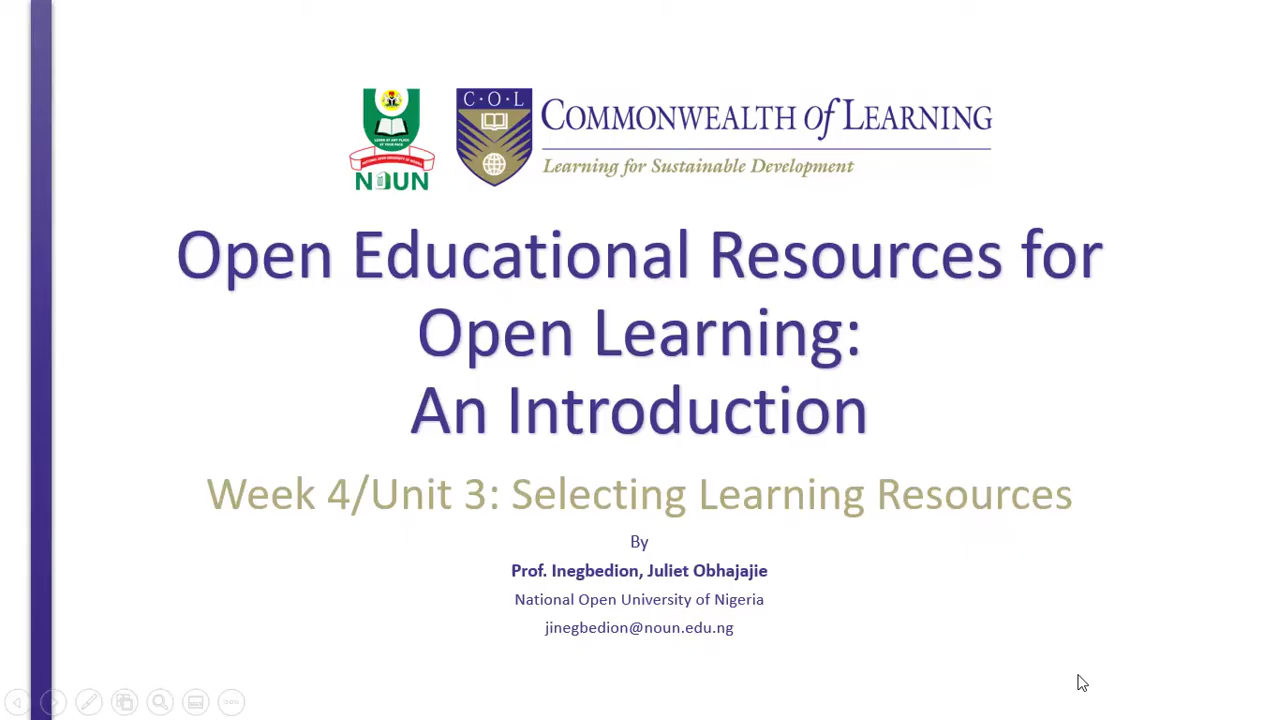 C·O·L
COMMONWEALTH of LEARNING
Learning for Sustainable Development
NOUN
Open Educational Resources for
Open Learning:
An Introduction
Week 4/Unit 3: Selecting Learning Resources
By
Prof. Inegbedion, Juliet Obhajajie
National Open University of Nigeria
jinegbedion@noun.edu.ng